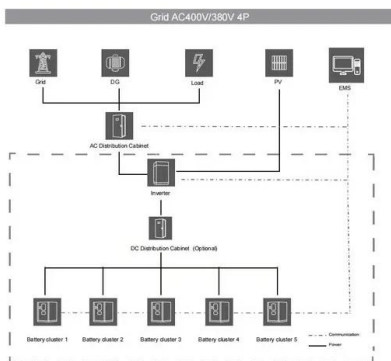 Grid AC400V/380V 4P
Grid
DG
Load
PV
EMS
AC Distribution Cabinet
Inverter
DC Distribution Cabinet (Optional)
Battery cluster 1
Battery cluster 2
Battery cluster 3
Battery cluster 4
Battery cluster 5
Communication
Power